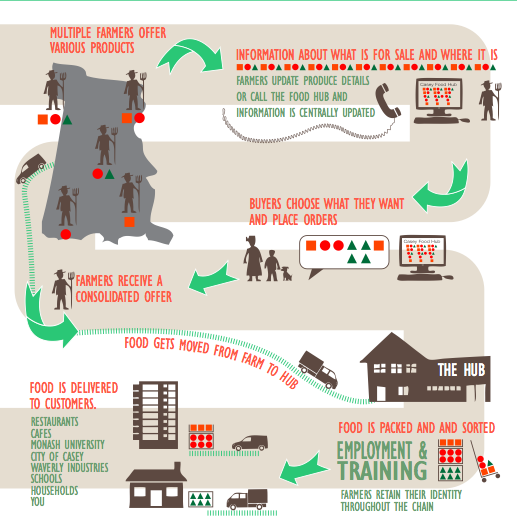 MULTIPLE FARMERS OFFER
VARIOUS PRODUCTS
INFORMATION ABOUT WHAT IS FOR SALE AND WHERE IT IS
FARMERS UPDATE PRODUCE DETAILS
OR CALL THE FOOD HUB AND
INFORMATION IS CENTRALLY UPDATED
Casey Food Hub
BUYERS CHOOSE WHAT THEY WANT
AND PLACE ORDERS
Casey Food Hub
FARMERS RECEIVE A
CONSOLIDATED OFFER
FOOD GETS MOVED FROM FARM TO HUB
THE HUB
FOOD IS DELIVERED
TO CUSTOMERS.
RESTAURANTS
CAFES
MONASH UNIVERSITY
CITY OF CASEY
WAVERLY INDUSTRIES
SCHOOLS
HOUSEHOLDS
YOU
FOOD IS PACKED AND AND SORTED
EMPLOYMENT &
TRAINING
FARMERS RETAIN THEIR IDENTITY
THROUGHOUT THE CHAIN